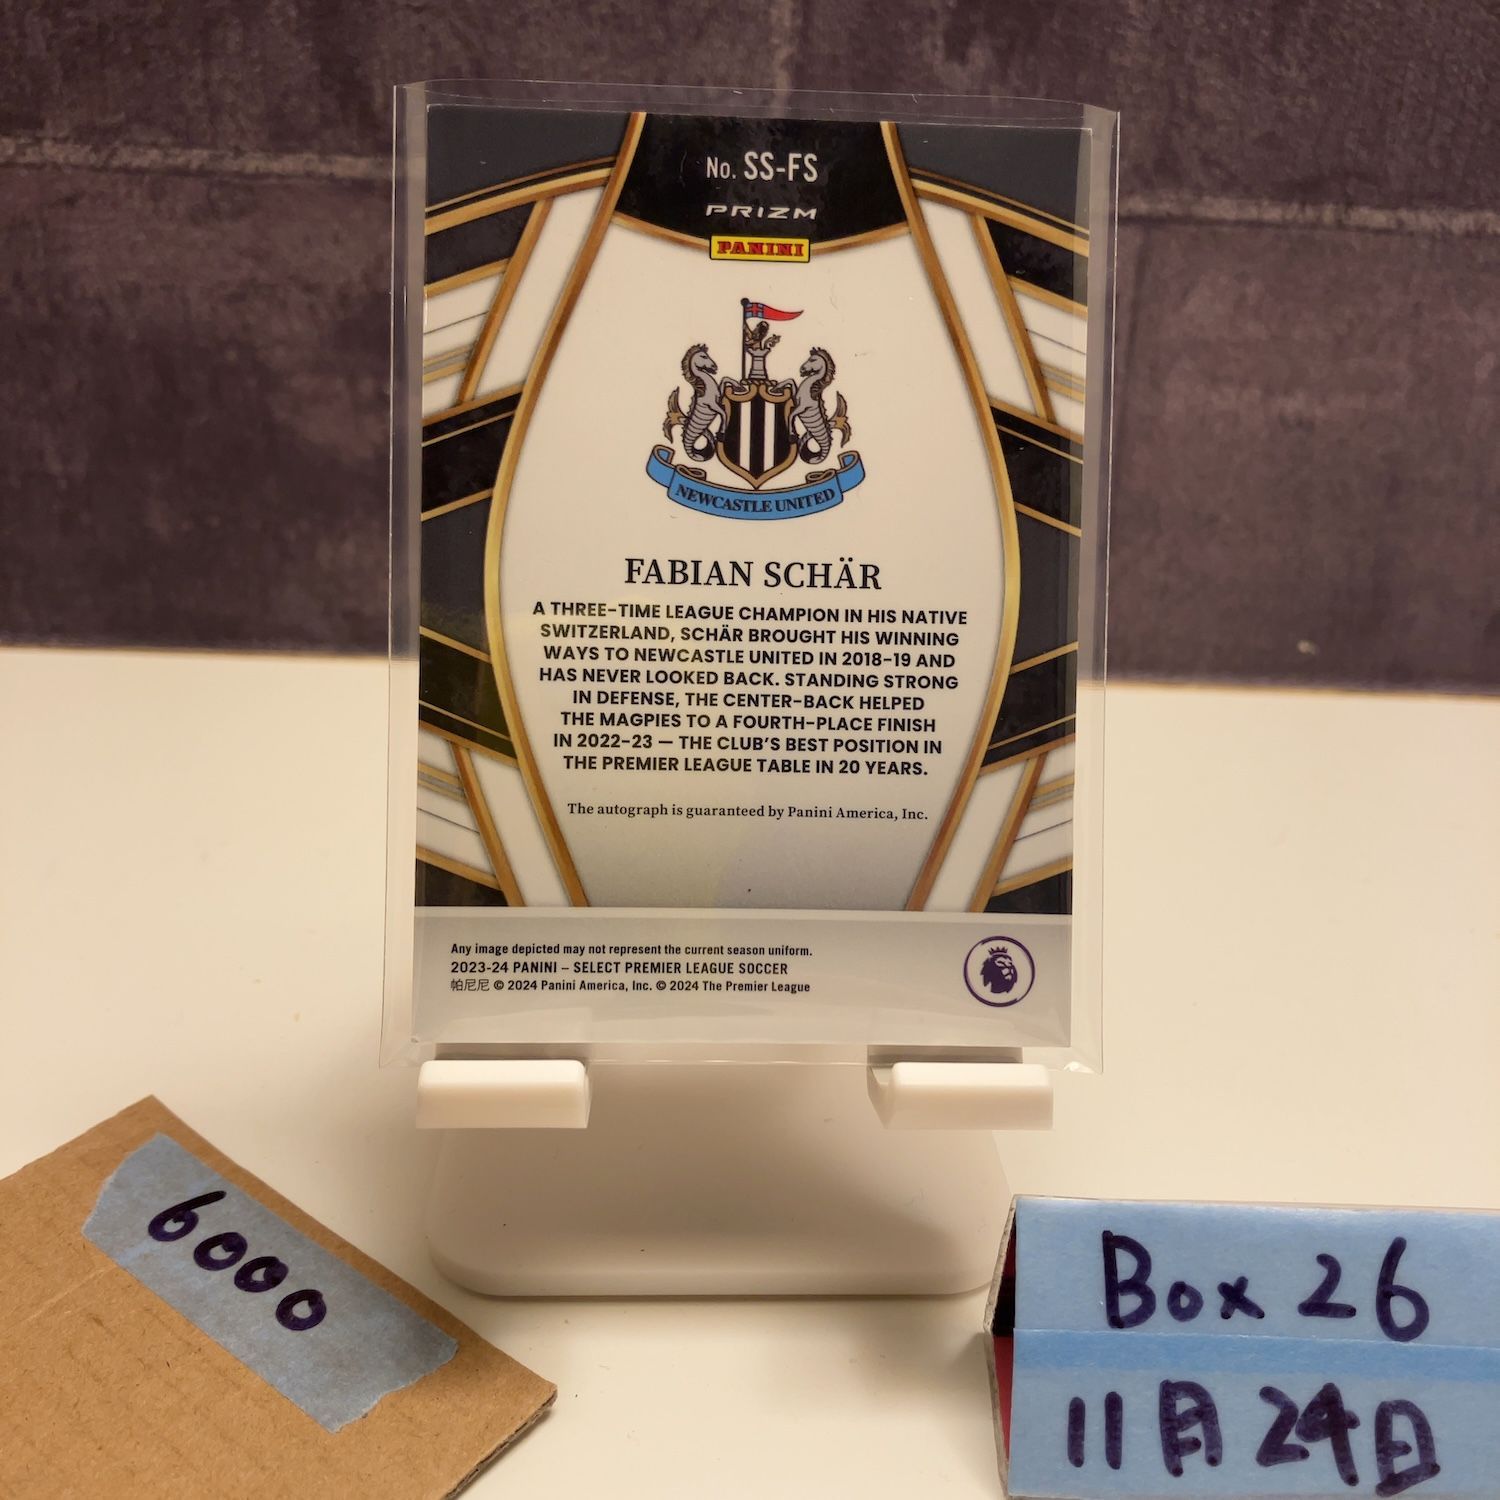 No. SS-FS
PRIZM
PANINI
NEWCASTLE UNITED
FABIAN SCHÄR
A THREE-TIME LEAGUE CHAMPION IN HIS NATIVE
SWITZERLAND, SCHÄR BROUGHT HIS WINNING
WAYS TO NEWCASTLE UNITED IN 2018-19 AND
HAS NEVER LOOKED BACK. STANDING STRONG
IN DEFENSE, THE CENTER-BACK HELPED
THE MAGPIES TO A FOURTH-PLACE FINISH
IN 2022-23 — THE CLUB'S BEST POSITION IN
THE PREMIER LEAGUE TABLE IN 20 YEARS.
The autograph is guaranteed by Panini America, Inc.
Any image depicted may not represent the current season uniform.
2023-24 PANINI – SELECT PREMIER LEAGUE SOCCER
帕尼尼 © 2024 Panini America, Inc. © 2024 The Premier League
6000
Box 26
11月24日